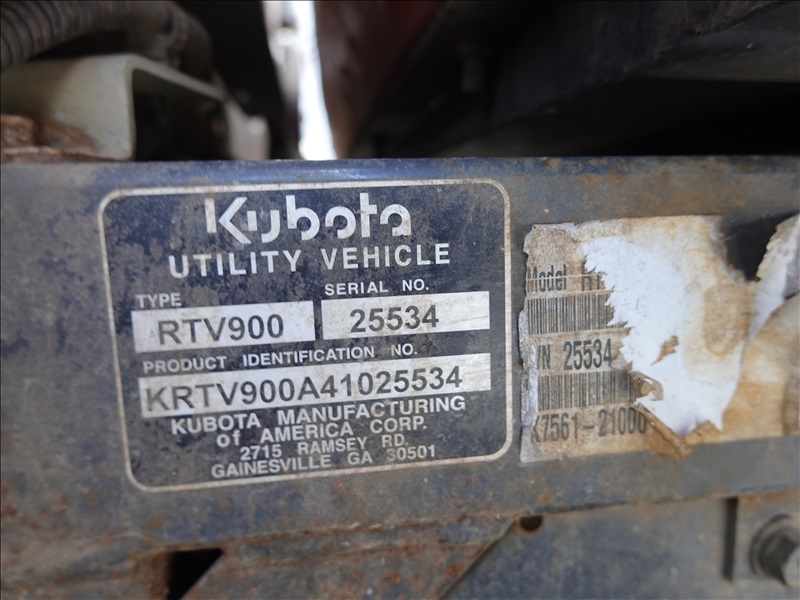 Kubota
UTILITY VEHICLE
TYPE
SERIAL NO.
RTV900
25534
PRODUCT IDENTIFICATION NO.
KRTV900A41025534
KUBOTA MANUFACTURING
of AMERICA CORP.
2715 RAMSEY RD.
GAINESVILLE GA 30501
Model
25534
K7561-21000